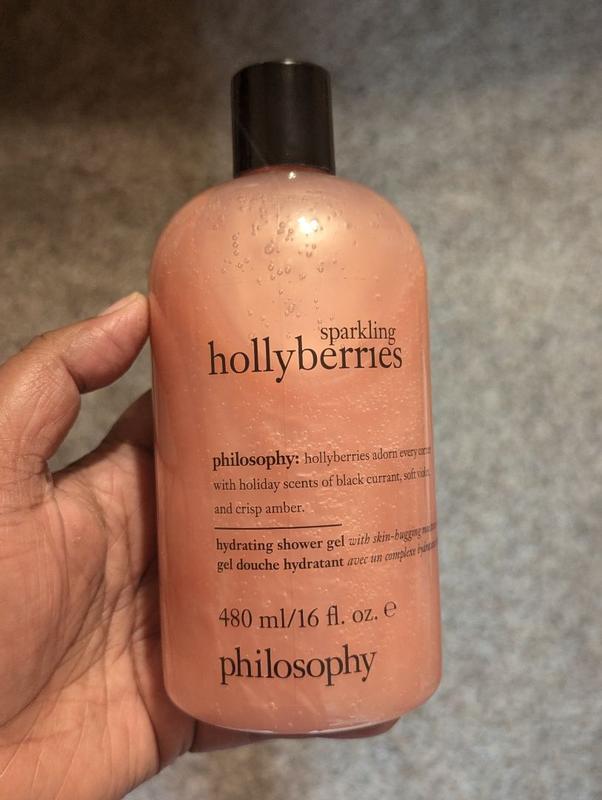 sparkling
hollyberries
philosophy: hollyberries adorn every
with holiday scents of black currant, soft
and crisp amber.
hydrating shower gel with skin-hugging
gel douche hydratant avec un complexe
480 ml/16 fl. oz. ℮
philosophy